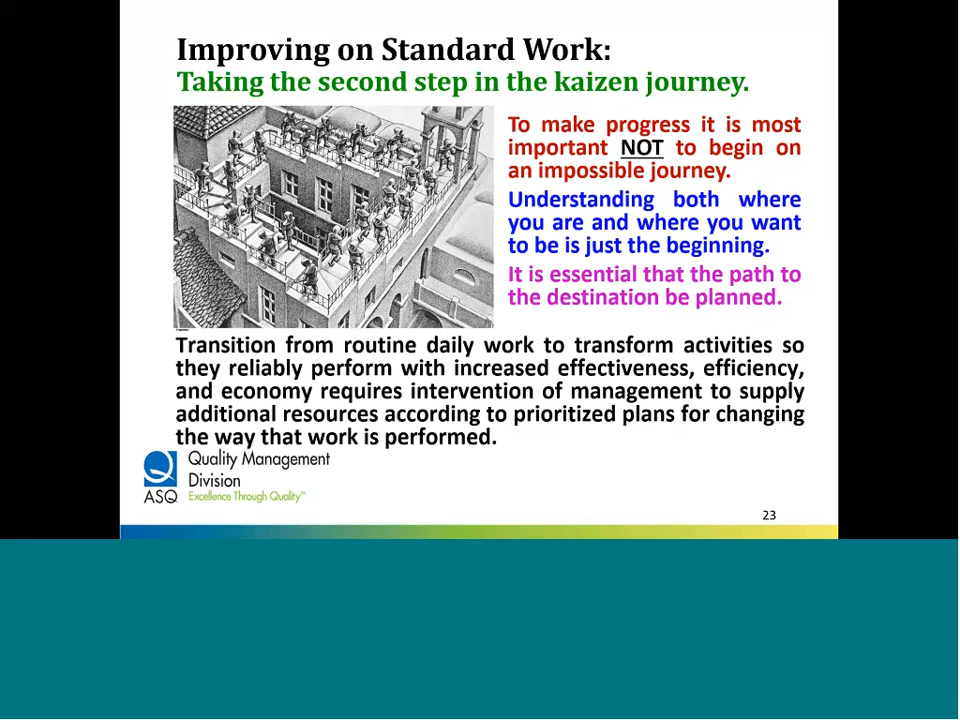 Improving on Standard Work:
Taking the second step in the kaizen journey.
To make progress it is most
important NOT to begin on
an impossible journey.
Understanding both where
you are and where you want
to be is just the beginning.
It is essential that the path to
the destination be planned.
Transition from routine daily work to transform activities so
they reliably perform with increased effectiveness, efficiency,
and economy requires intervention of management to supply
additional resources according to prioritized plans for changing
the way that work is performed.
Quality Management
Division
ASQ Excellence Through Quality™
23